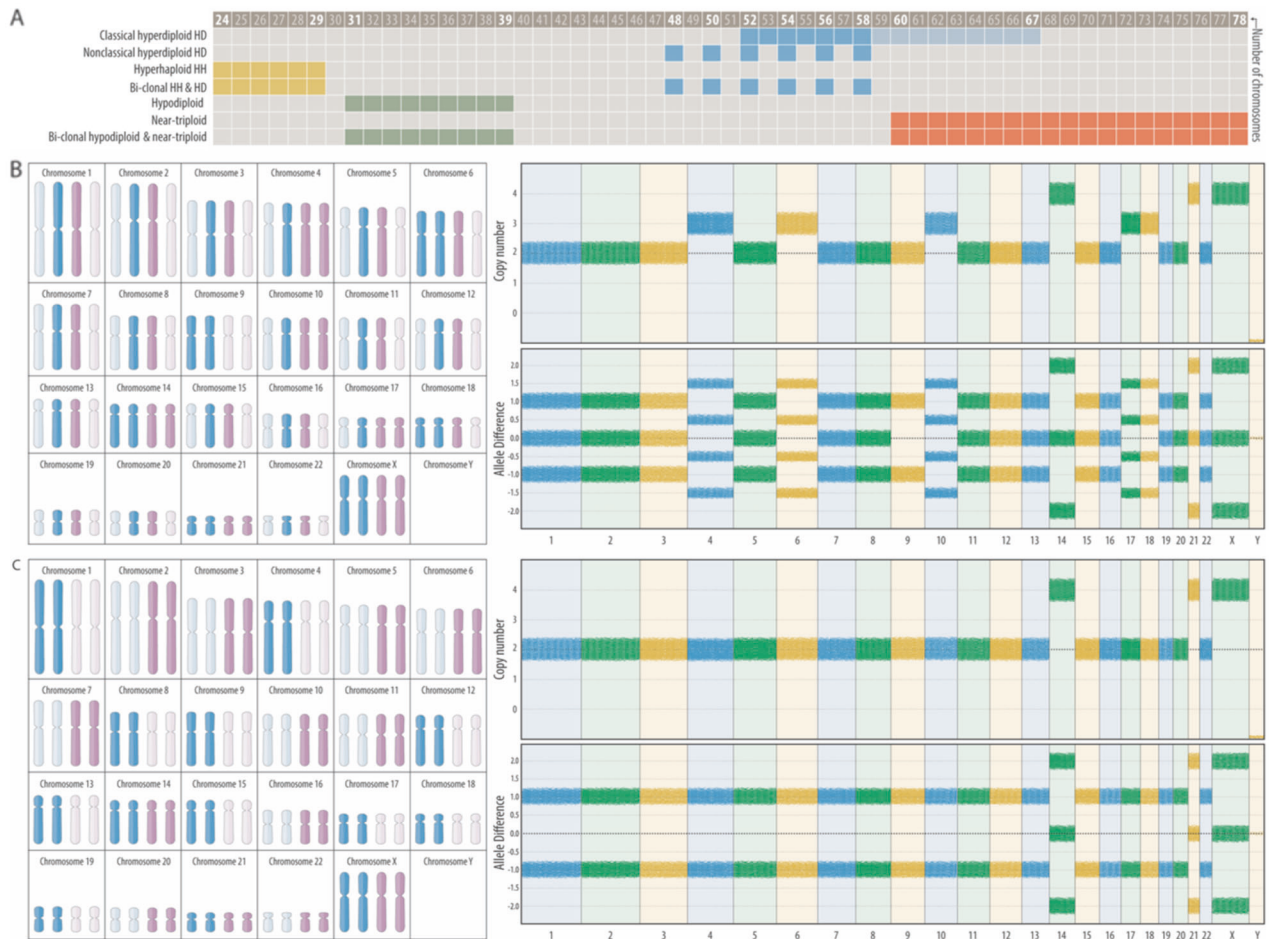 A
24 25 26 27 28 29 30 31 32 33 34 35 36 37 38 39 40 41 42 43 44 45 46 47 48 49 50 51 52 53 54 55 56 57 58 59 60 61 62 63 64 65 66 67 68 69 70 71 72 73 74 75 76 77 78
Number of chromosomes
Classical hyperdiploid HD
Nonclassical hyperdiploid HD
Hyperhaploid HH
Bi-clonal HH & HD
Hypodiploid
Near-triploid
Bi-clonal hypodiploid & near-triploid
B
Chromosome 1 Chromosome 2 Chromosome 3 Chromosome 4 Chromosome 5 Chromosome 6
Chromosome 7 Chromosome 8 Chromosome 9 Chromosome 10 Chromosome 11 Chromosome 12
Chromosome 13 Chromosome 14 Chromosome 15 Chromosome 16 Chromosome 17 Chromosome 18
Chromosome 19 Chromosome 20 Chromosome 21 Chromosome 22 Chromosome X Chromosome Y
Copy number
4
3
2
1
0
Allele Difference
2.0
1.5
1.0
0.5
0.0
-0.5
-1.0
-1.5
-2.0
1 2 3 4 5 6 7 8 9 10 11 12 13 14 15 16 17 18 19 20 21 22 X Y
C
Chromosome 1 Chromosome 2 Chromosome 3 Chromosome 4 Chromosome 5 Chromosome 6
Chromosome 7 Chromosome 8 Chromosome 9 Chromosome 10 Chromosome 11 Chromosome 12
Chromosome 13 Chromosome 14 Chromosome 15 Chromosome 16 Chromosome 17 Chromosome 18
Chromosome 19 Chromosome 20 Chromosome 21 Chromosome 22 Chromosome X Chromosome Y
Copy number
4
3
2
1
0
Allele Difference
2.0
1.5
1.0
0.5
0.0
-0.5
-1.0
-1.5
-2.0
1 2 3 4 5 6 7 8 9 10 11 12 13 14 15 16 17 18 19 20 21 22 X Y